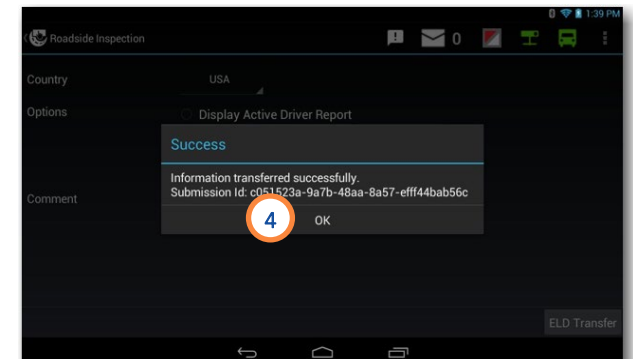 1:39 PM
Roadside Inspection
0
Country
USA
Options
Display Active Driver Report
Success
Information transferred successfully.
Submission Id: c051523a-9a7b-48aa-8a57-efff44bab56c
Comment
4
OK
ELD Transfer